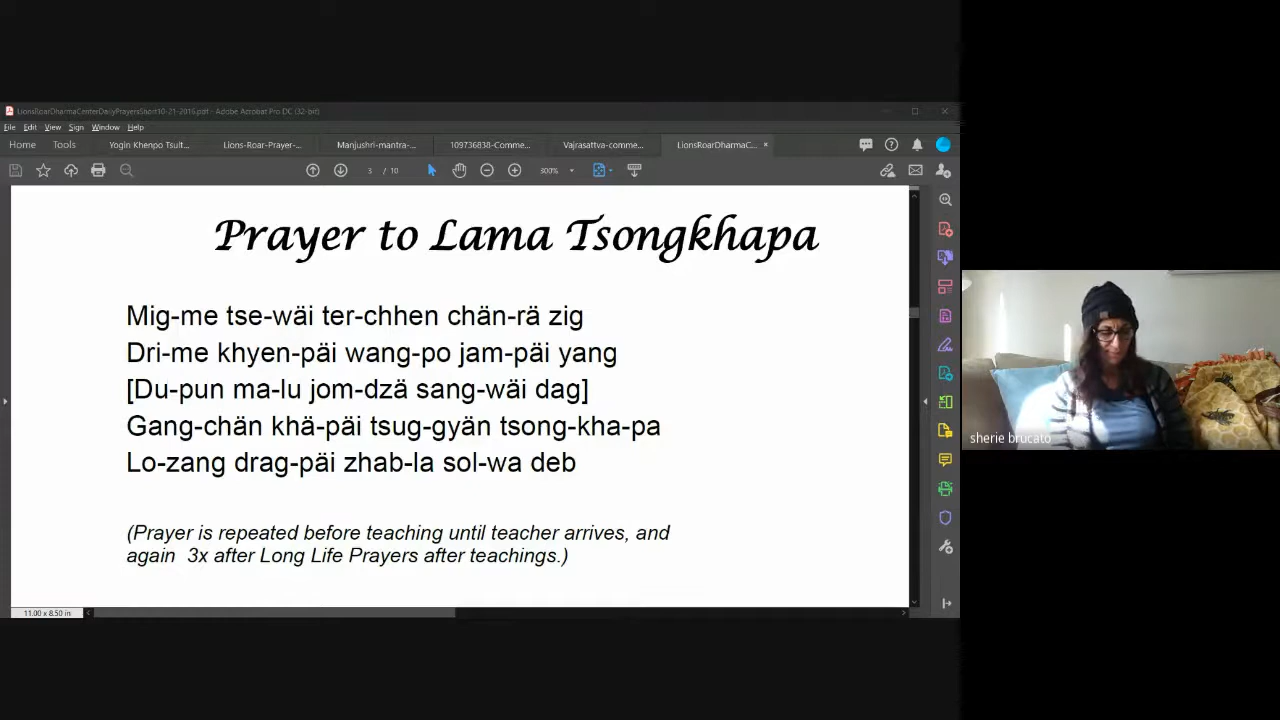 LionsRoarDharmaCenterDailyPrayersShort10-21-2019.pdf - Adobe Acrobat Pro DC (32-bit)
File Edit View Sign Window Help
Home Tools Yogin Khenpo Tsult... Lions-Roar-Prayer-... Manjushri-mantra-... 109736838-Comme... Vajrasattva-comme... LionsRoarDharmaC... ×
3 / 10 300%
Prayer to Lama Tsongkhapa
Mig-me tse-wäi ter-chhen chän-rä zig
Dri-me khyen-päi wang-po jam-päi yang
[Du-pun ma-lu jom-dzä sang-wäi dag]
Gang-chän khä-päi tsug-gyän tsong-kha-pa
Lo-zang drag-päi zhab-la sol-wa deb
(Prayer is repeated before teaching until teacher arrives, and
again 3x after Long Life Prayers after teachings.)
11.00 x 8.50 in
sherie brucato